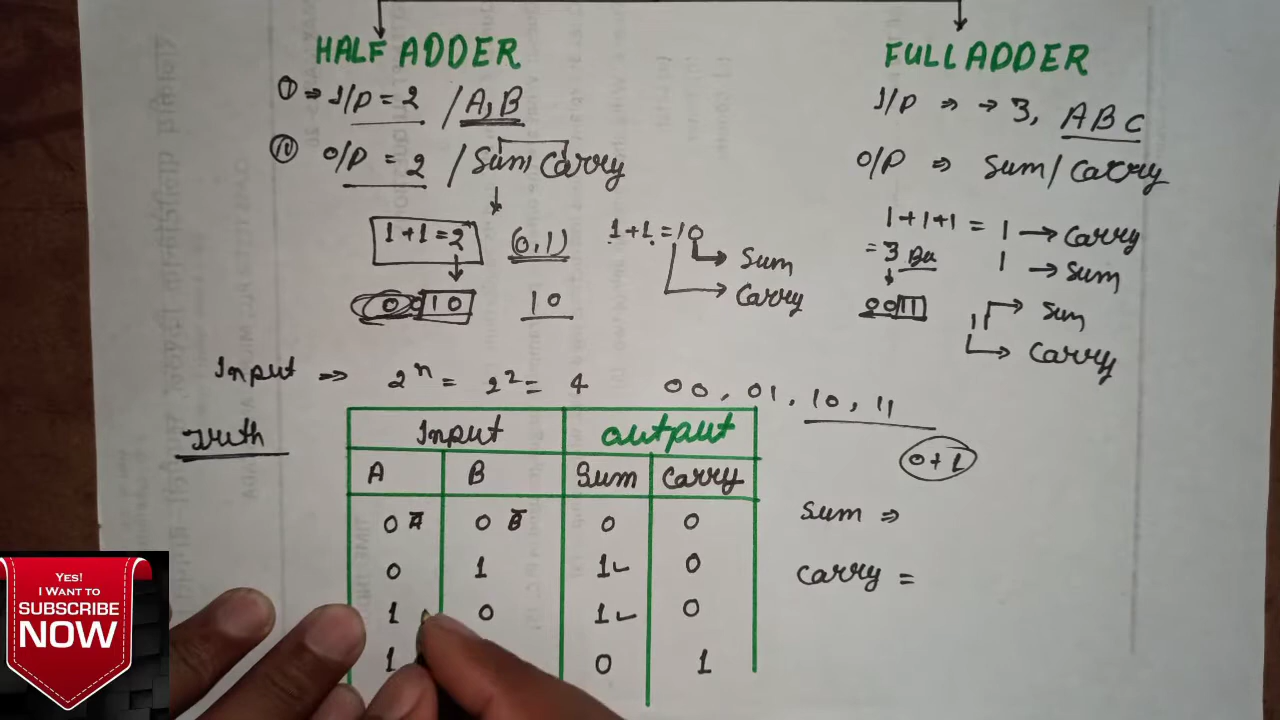 HALF ADDER
① ⇒ I/P = 2 / A, B
O/P = 2 / Sum Carry
1+1=2 (0,1)
10 10
1+1=10
Sum
Carry
FULL ADDER
I/P ⇒ → 3, A B C
O/P ⇒ Sum/Carry
1+1+1 = 1 → Carry
= 3 1 → Sum
0011
11 Sum
Carry
Input ⇒ 2ⁿ = 2² = 4 00, 01, 10, 11
Truth
Input output
A B Sum Carry
0 A̅ 0 B̅ 0 0
0 1 1 0
1 0 1 0
1 0 1
0+1
Sum ⇒
Carry =
YES!
I WANT TO
SUBSCRIBE
NOW